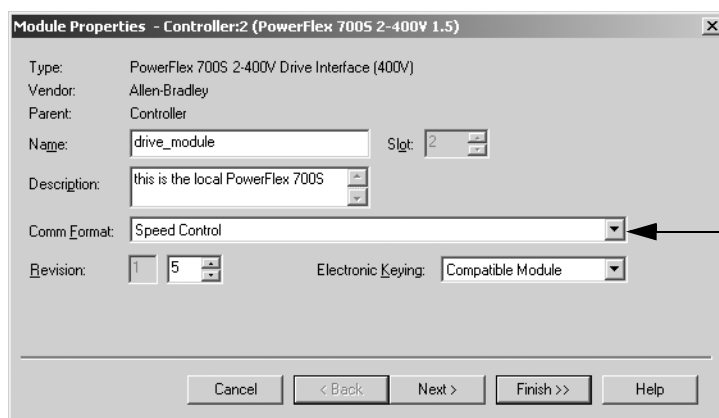 Module Properties - Controller:2 (PowerFlex 700S 2-400V 1.5)
Type: PowerFlex 700S 2-400V Drive Interface (400V)
Vendor: Allen-Bradley
Parent: Controller
Name: drive_module Slot: 2
Description: this is the local PowerFlex 700S
Comm Format: Speed Control
Revision: 1 5 Electronic Keying: Compatible Module
Cancel < Back Next > Finish >> Help